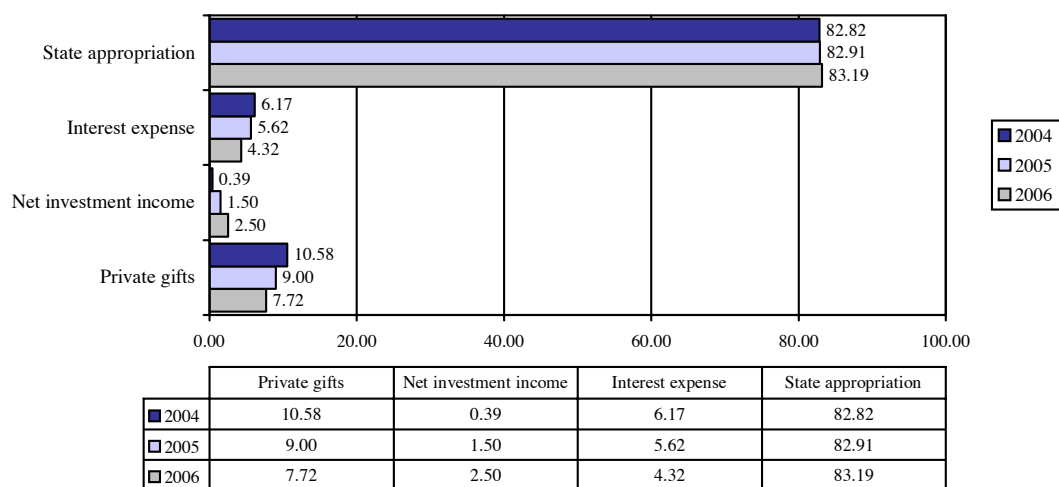 State appropriation
82.82
82.91
83.19
Interest expense
6.17
5.62
4.32
Net investment income
0.39
1.50
2.50
Private gifts
10.58
9.00
7.72
0.00 20.00 40.00 60.00 80.00 100.00
2004
2005
2006
Private gifts Net investment income Interest expense State appropriation
2004 10.58 0.39 6.17 82.82
2005 9.00 1.50 5.62 82.91
2006 7.72 2.50 4.32 83.19